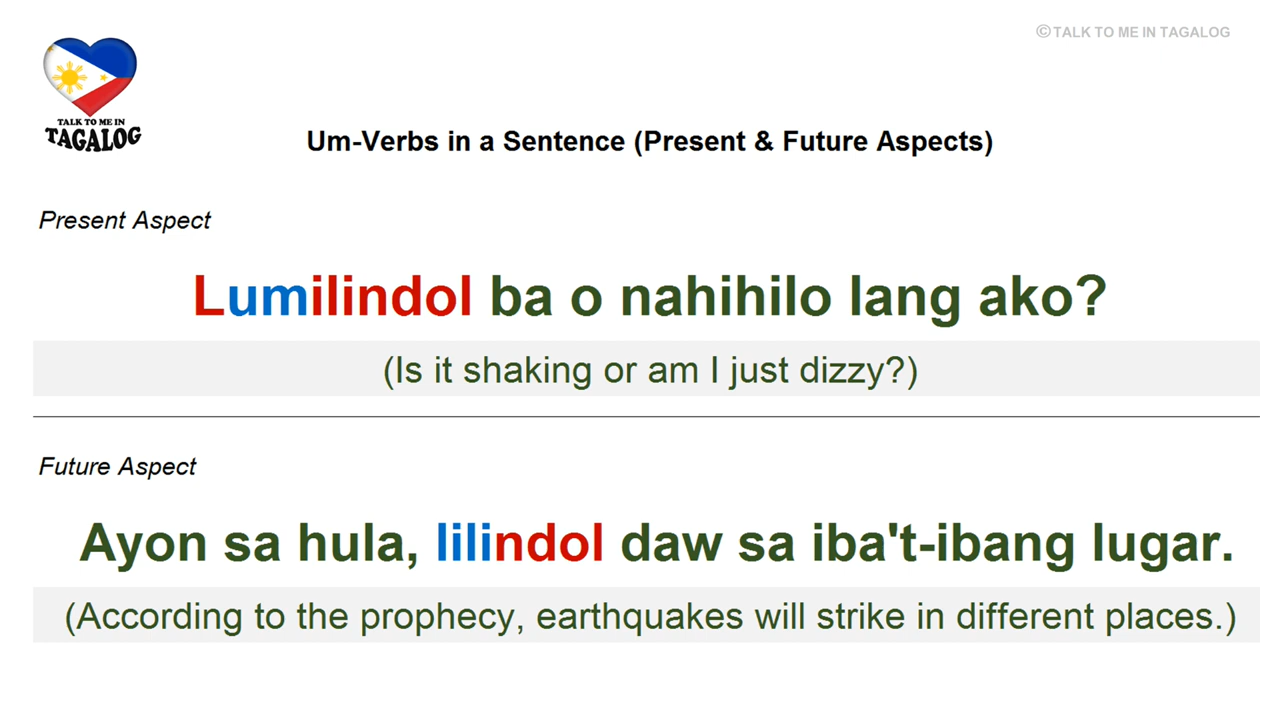 ©TALK TO ME IN TAGALOG
TALK TO ME IN
TAGALOG
Um-Verbs in a Sentence (Present & Future Aspects)
Present Aspect
Lumilindol ba o nahihilo lang ako?
(Is it shaking or am I just dizzy?)
Future Aspect
Ayon sa hula, lilindol daw sa iba't-ibang lugar.
(According to the prophecy, earthquakes will strike in different places.)